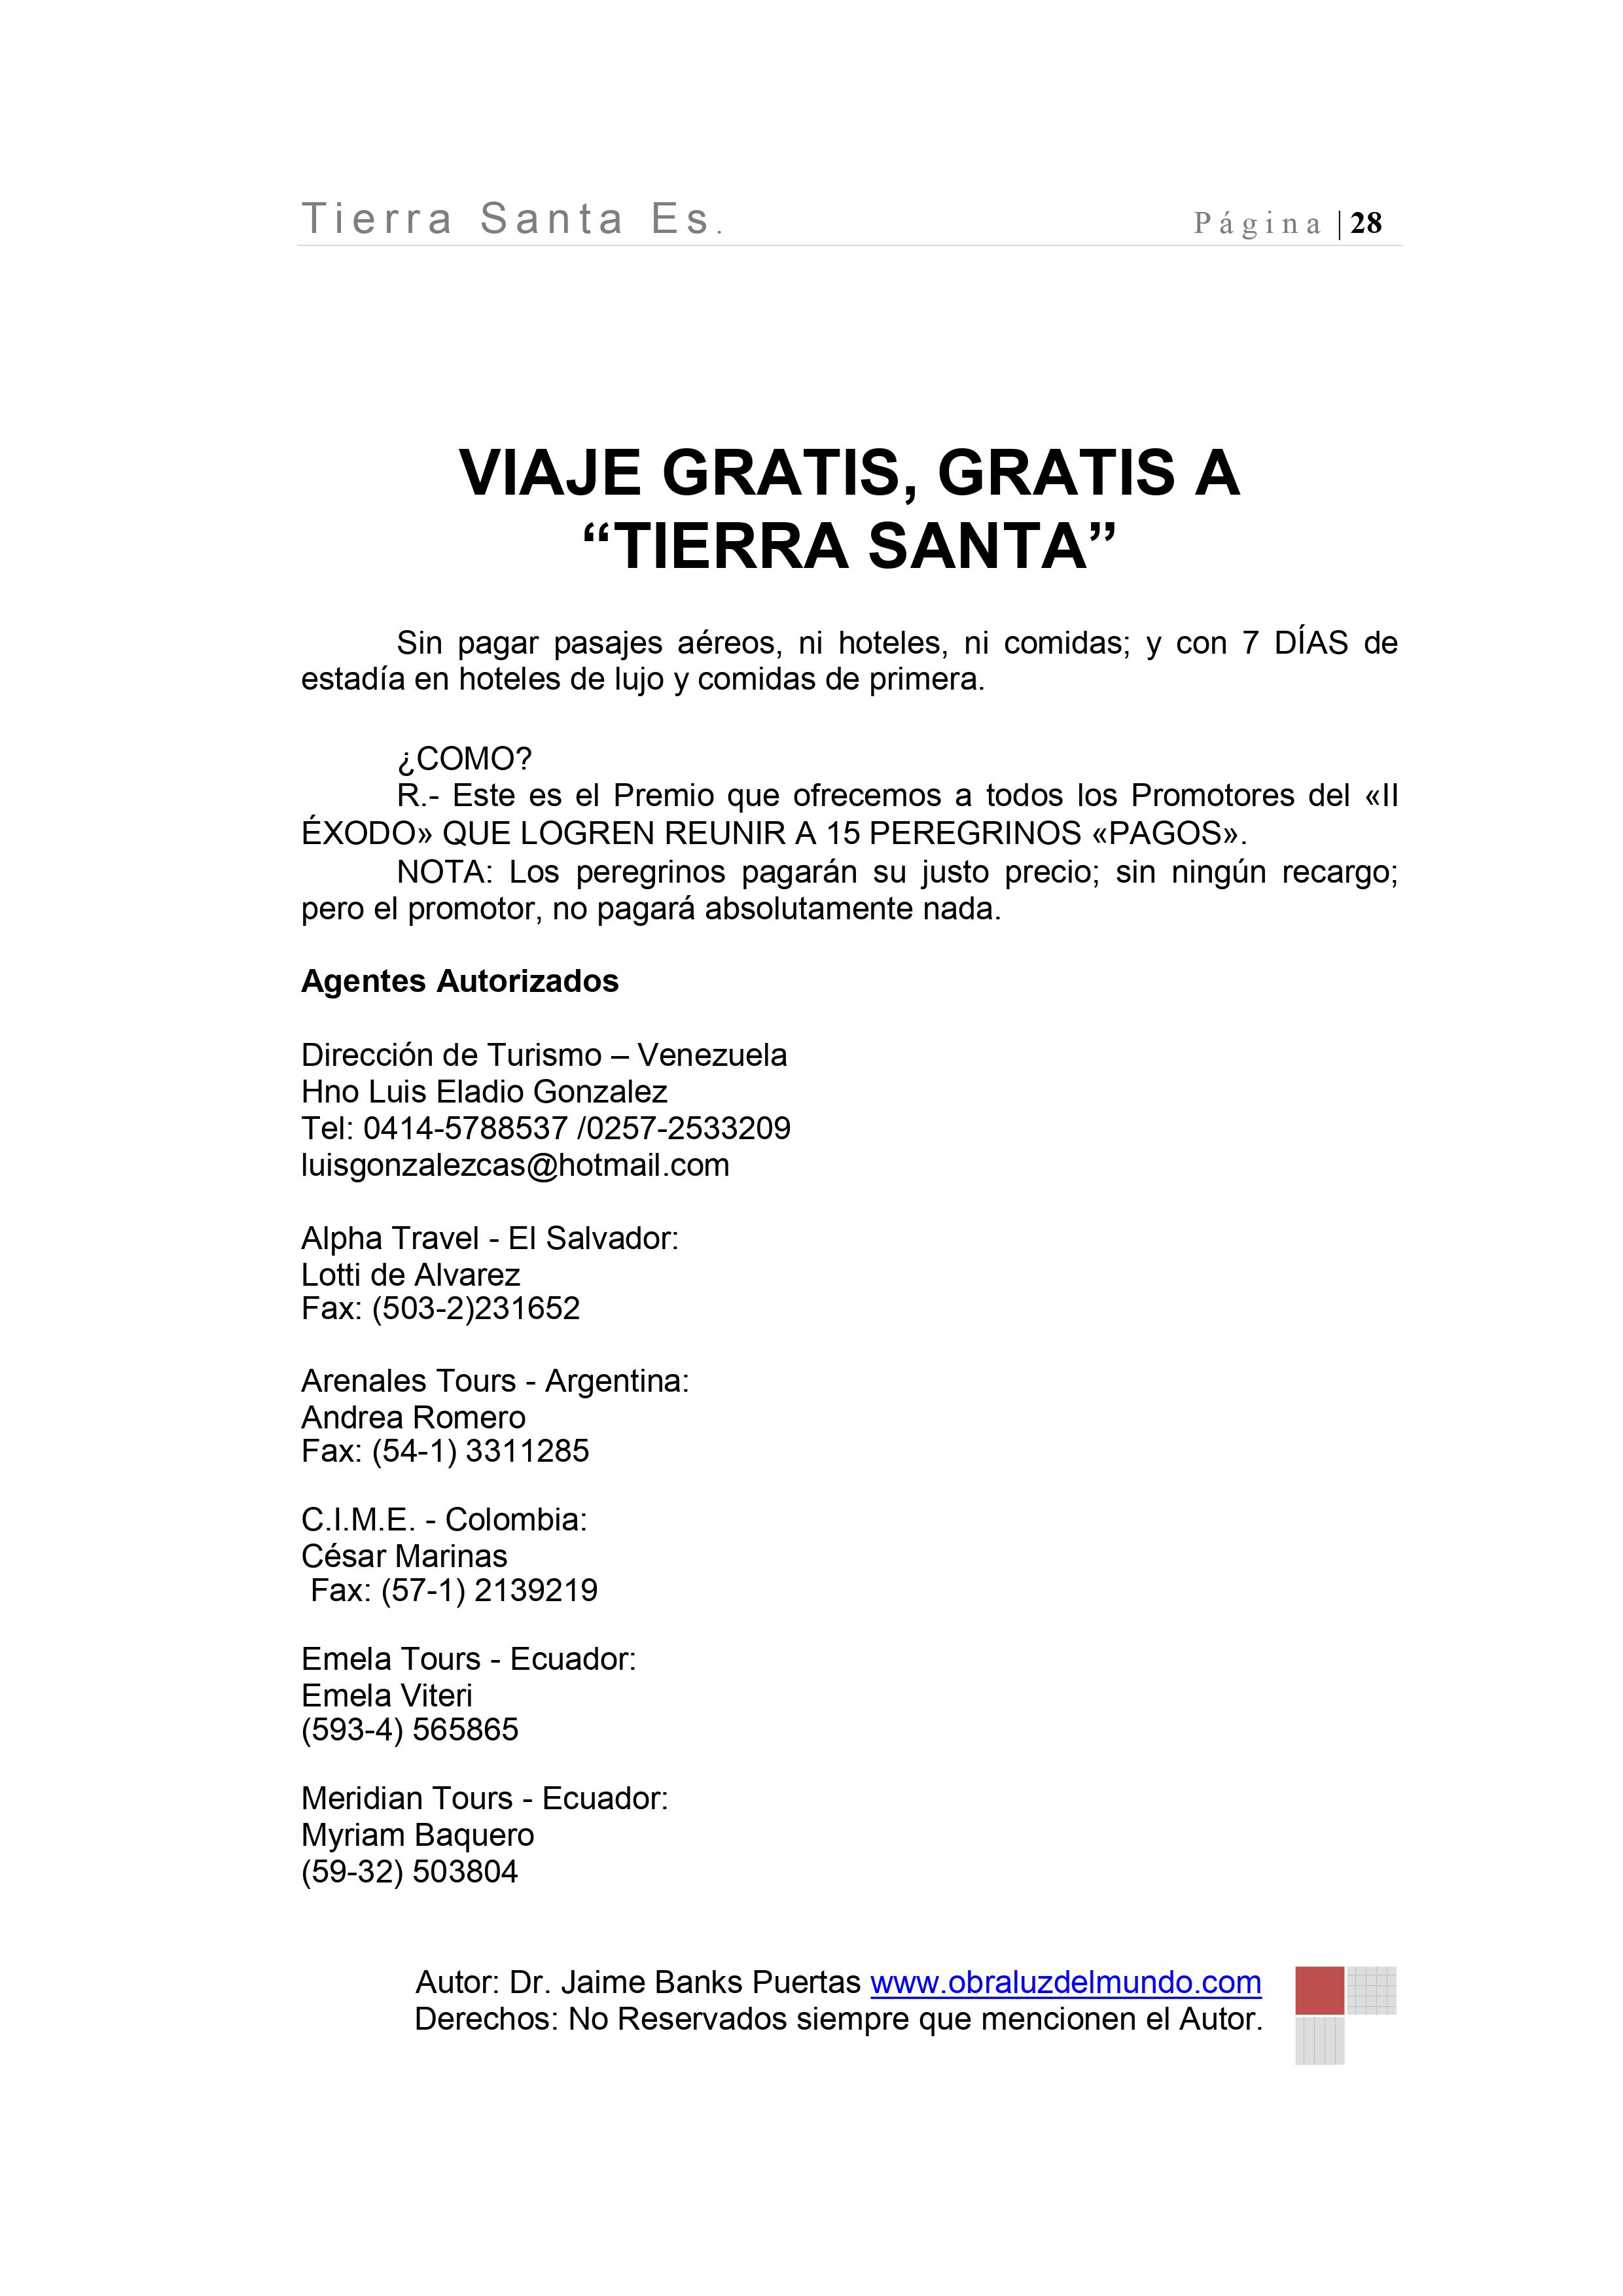 Tierra Santa Es.
Página | 28
VIAJE GRATIS, GRATIS A
“TIERRA SANTA”
Sin pagar pasajes aéreos, ni hoteles, ni comidas; y con 7 DÍAS de
estadía en hoteles de lujo y comidas de primera.
¿COMO?
R.- Este es el Premio que ofrecemos a todos los Promotores del «II
ÉXODO» QUE LOGREN REUNIR A 15 PEREGRINOS «PAGOS».
NOTA: Los peregrinos pagarán su justo precio; sin ningún recargo;
pero el promotor, no pagará absolutamente nada.
Agentes Autorizados
Dirección de Turismo – Venezuela
Hno Luis Eladio Gonzalez
Tel: 0414-5788537 /0257-2533209
luisgonzalezcas@hotmail.com
Alpha Travel - El Salvador:
Lotti de Alvarez
Fax: (503-2)231652
Arenales Tours - Argentina:
Andrea Romero
Fax: (54-1) 3311285
C.I.M.E. - Colombia:
César Marinas
Fax: (57-1) 2139219
Emela Tours - Ecuador:
Emela Viteri
(593-4) 565865
Meridian Tours - Ecuador:
Myriam Baquero
(59-32) 503804
Autor: Dr. Jaime Banks Puertas www.obraluzdelmundo.com
Derechos: No Reservados siempre que mencionen el Autor.